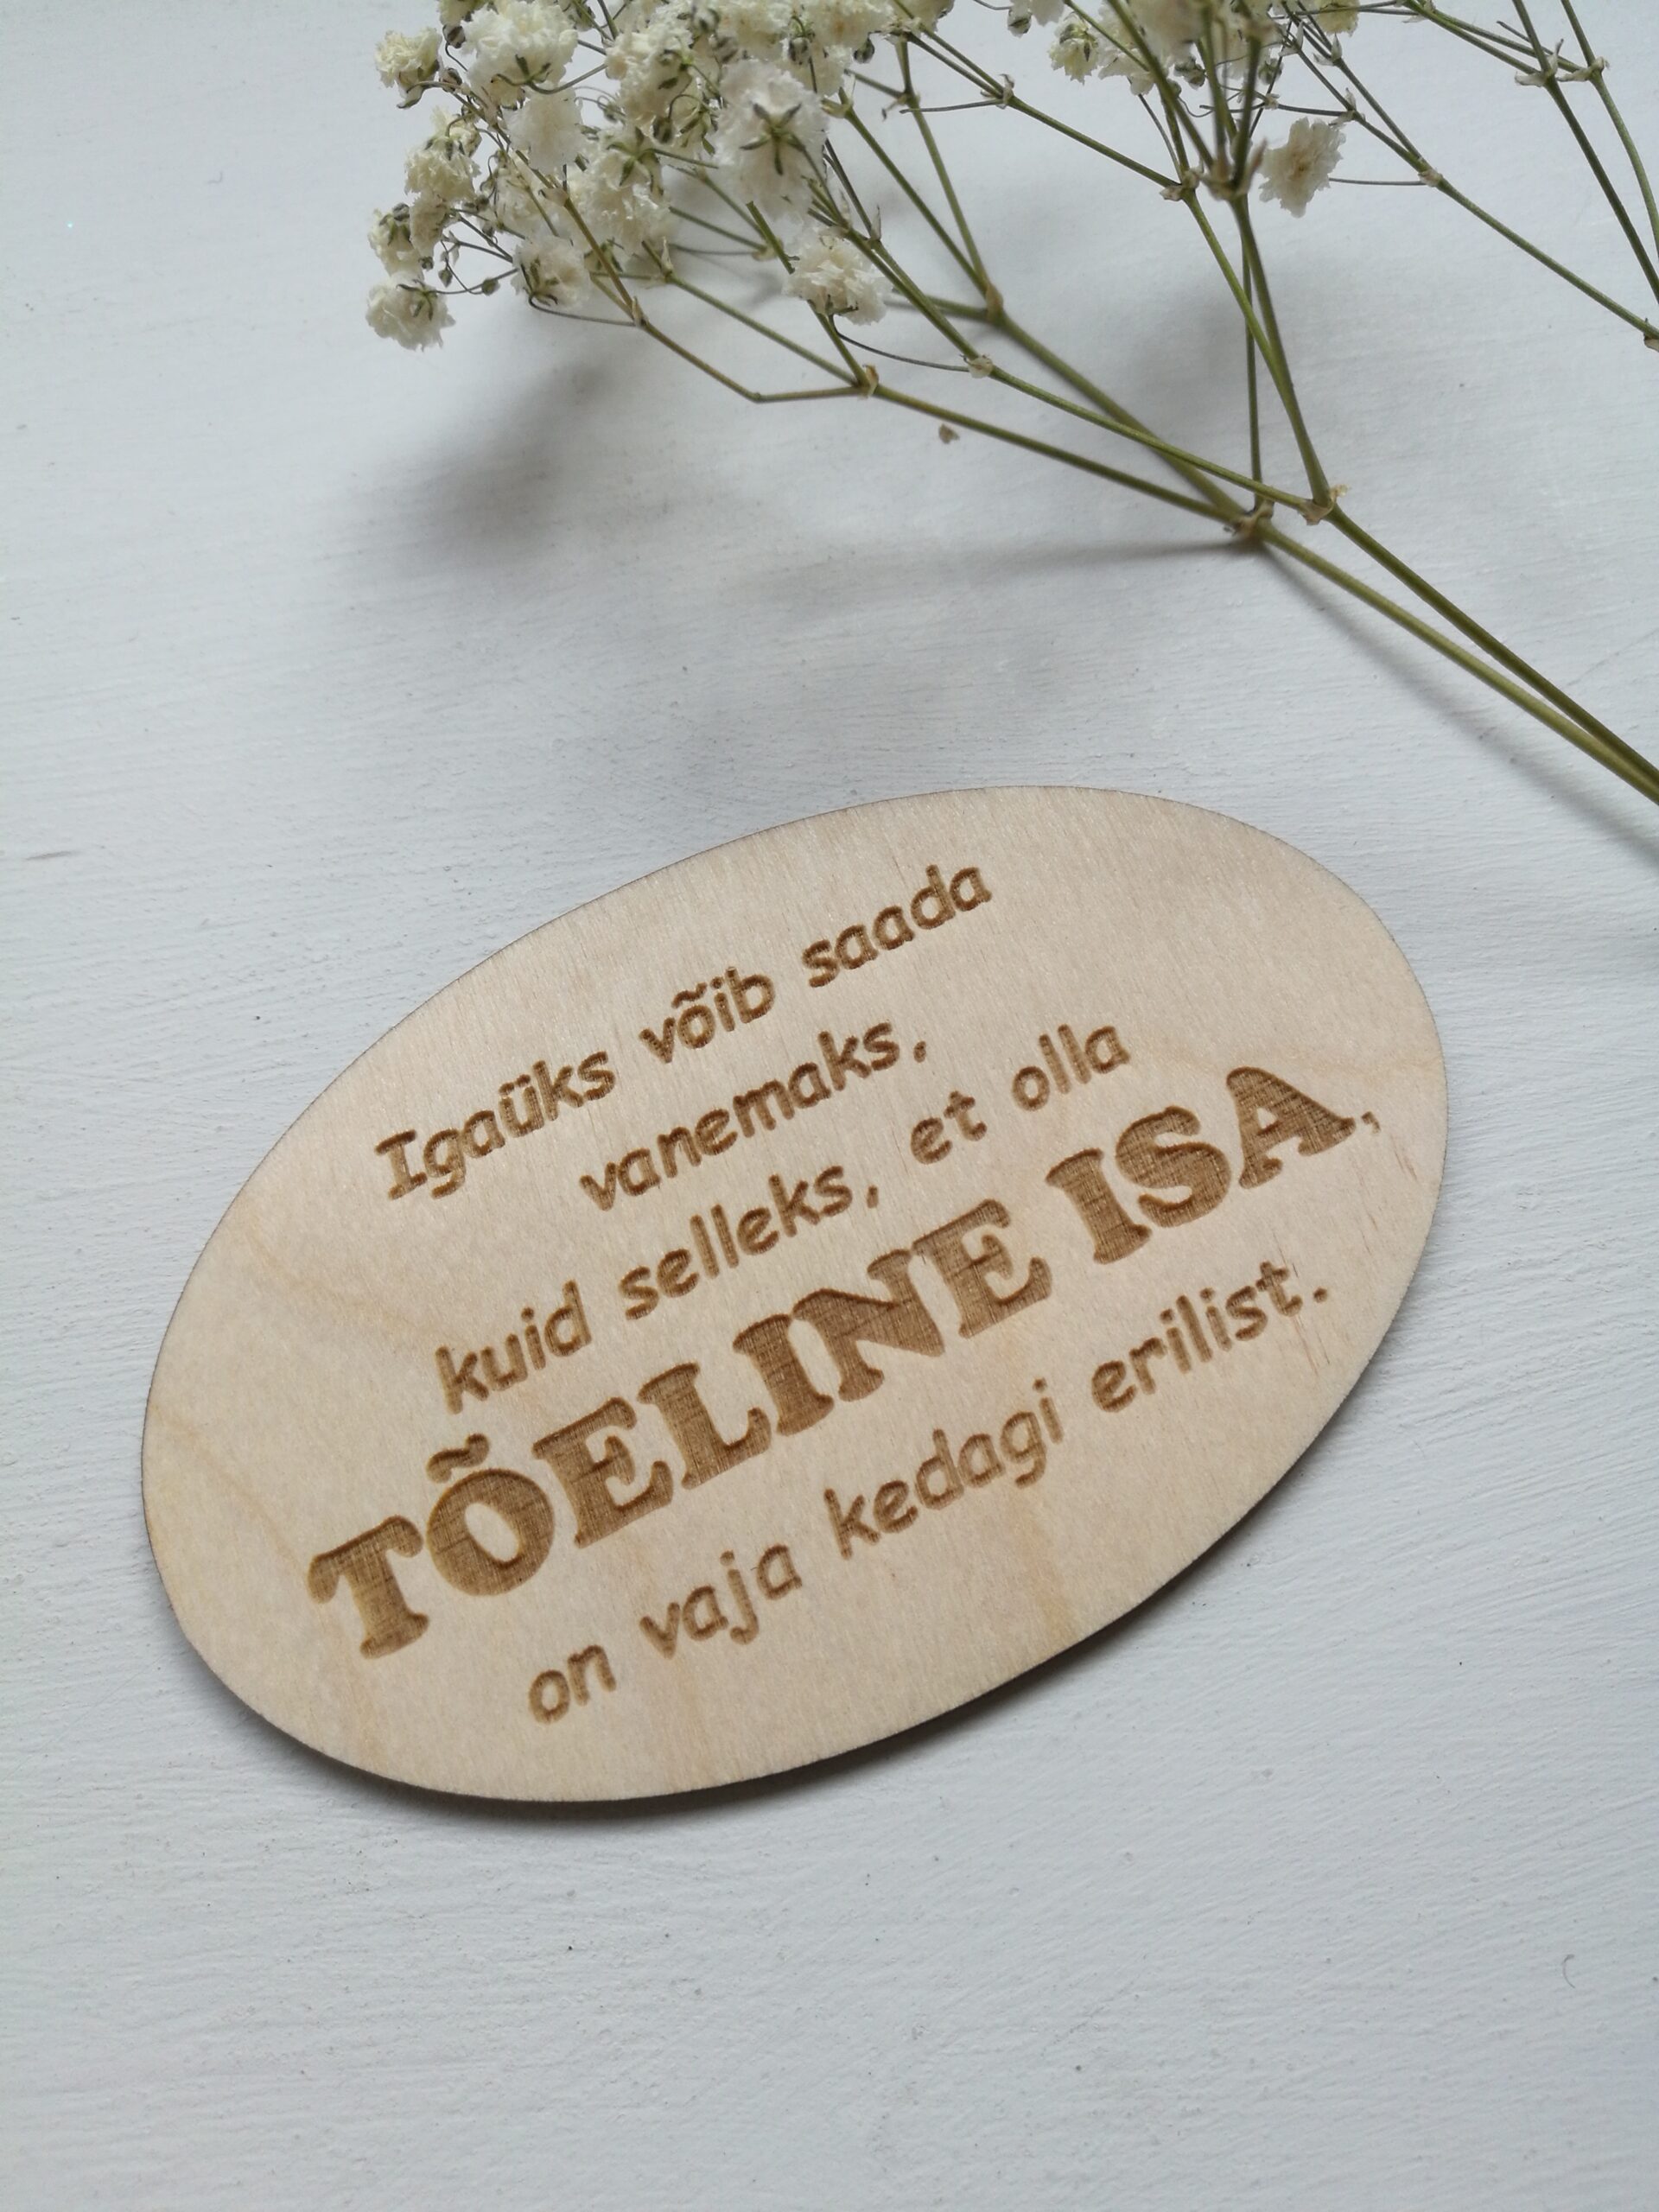 Igaüks võib saada
vanemaks,
kuid selleks, et olla
TÕELINE ISA,
on vaja kedagi erilist.